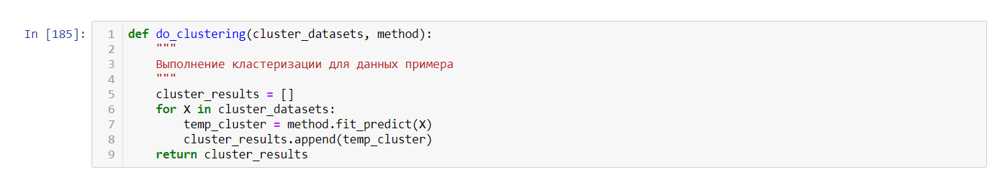 In [185]:
1 def do_clustering(cluster_datasets, method):
2     """
3     Выполнение кластеризации для данных примера
4     """
5     cluster_results = []
6     for X in cluster_datasets:
7         temp_cluster = method.fit_predict(X)
8         cluster_results.append(temp_cluster)
9     return cluster_results